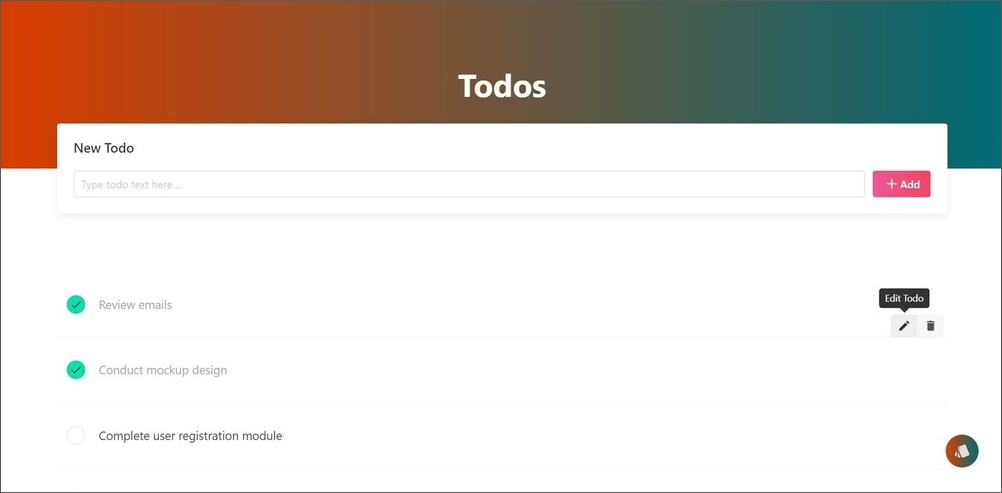 Todos
New Todo
Type todo text here ...
Add
Review emails
Edit Todo
Conduct mockup design
Complete user registration module